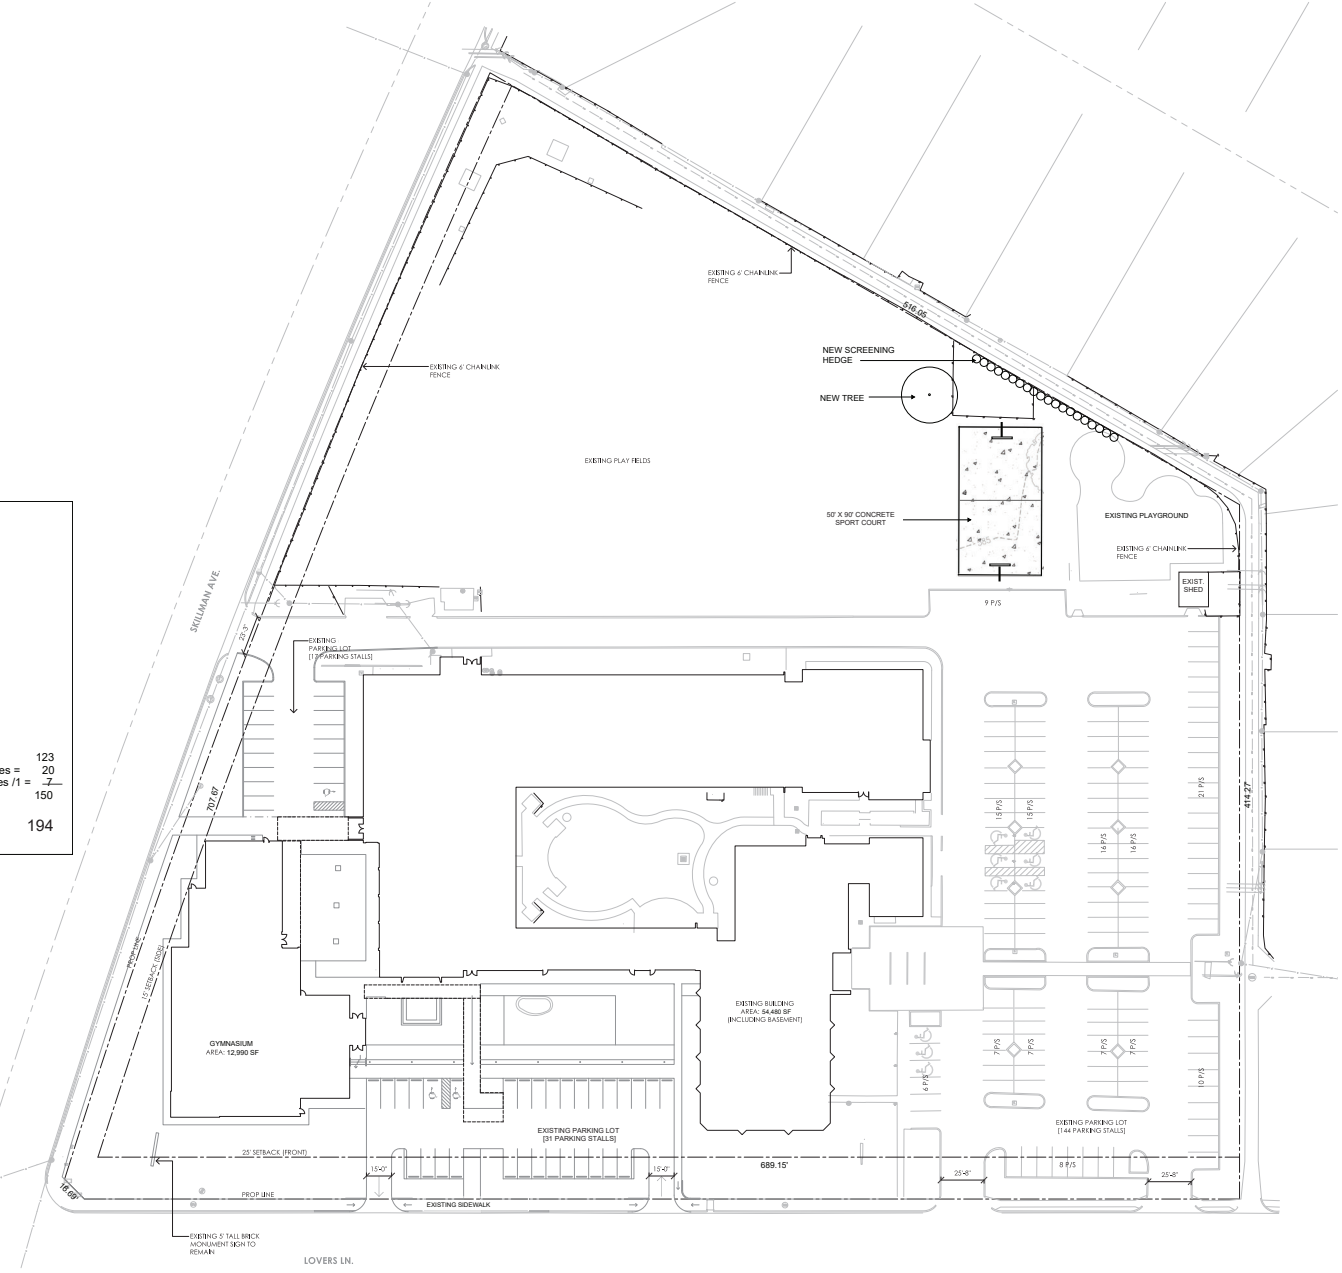 EXISTING 6' CHAINLINK
FENCE
516.05
NEW SCREENING
HEDGE
EXISTING 6' CHAINLINK
FENCE
NEW TREE
EXISTING PLAY FIELDS
50' X 90' CONCRETE
SPORT COURT
EXISTING PLAYGROUND
EXISTING 6' CHAINLINK
FENCE
EXIST.
SHED
SKILLMAN AVE.
9 P/S
23'-3"
EXISTING
PARKING LOT
[17 PARKING STALLS]
123
es = 20
es /1 = 7
150
194
707.67
21 P/S
414.27
15 P/S
15 P/S
16 P/S
16 P/S
PROP LINE
15' SETBACK (SIDE)
EXISTING BUILDING
AREA: 54,480 SF
(INCLUDING BASEMENT)
GYMNASIUM
AREA: 12,990 SF
7 P/S
7 P/S
7 P/S
7 P/S
6 P/S
10 P/S
EXISTING PARKING LOT
[31 PARKING STALLS]
EXISTING PARKING LOT
[144 PARKING STALLS]
25' SETBACK (FRONT)
15'-0"
15'-0"
689.15'
8 P/S
25'-8"
25'-8"
16.69'
PROP LINE
EXISTING SIDEWALK
EXISTING 5' TALL BRICK
MONUMENT SIGN TO
REMAIN
LOVERS LN.